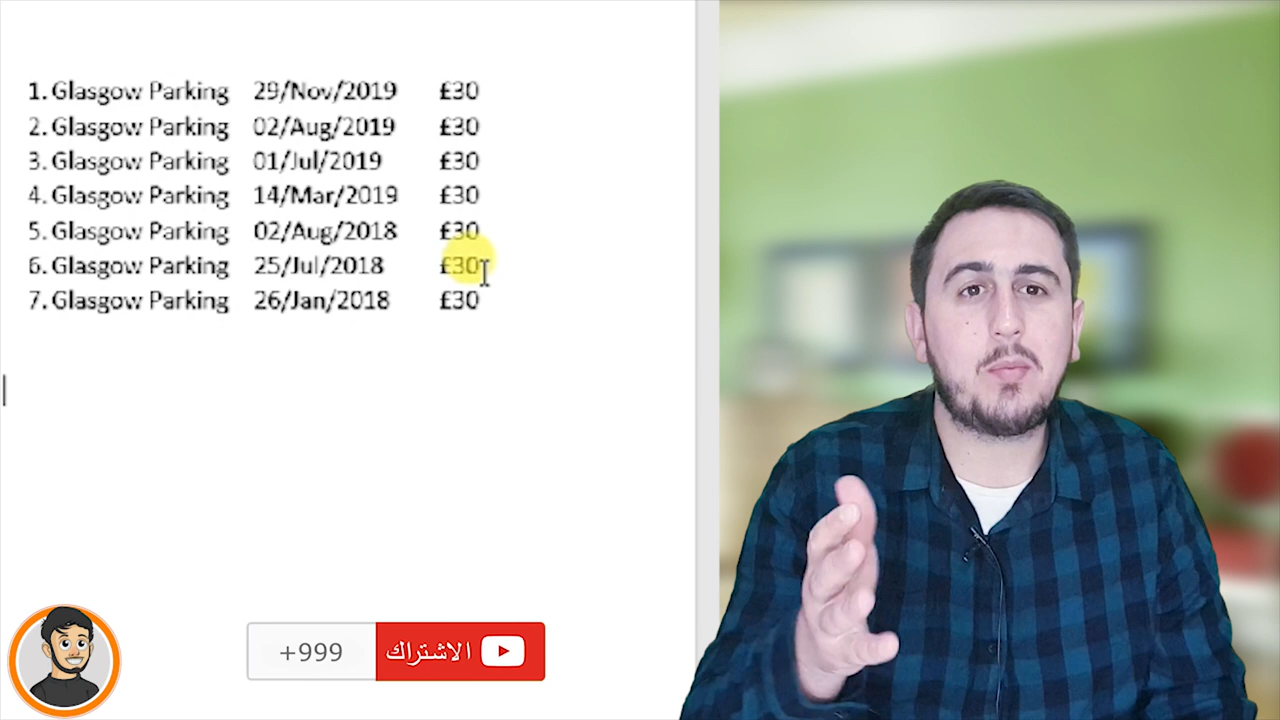 1. Glasgow Parking 29/Nov/2019 £30
2. Glasgow Parking 02/Aug/2019 £30
3. Glasgow Parking 01/Jul/2019 £30
4. Glasgow Parking 14/Mar/2019 £30
5. Glasgow Parking 02/Aug/2018 £30
6. Glasgow Parking 25/Jul/2018 £30
7. Glasgow Parking 26/Jan/2018 £30
+999 الاشتراك